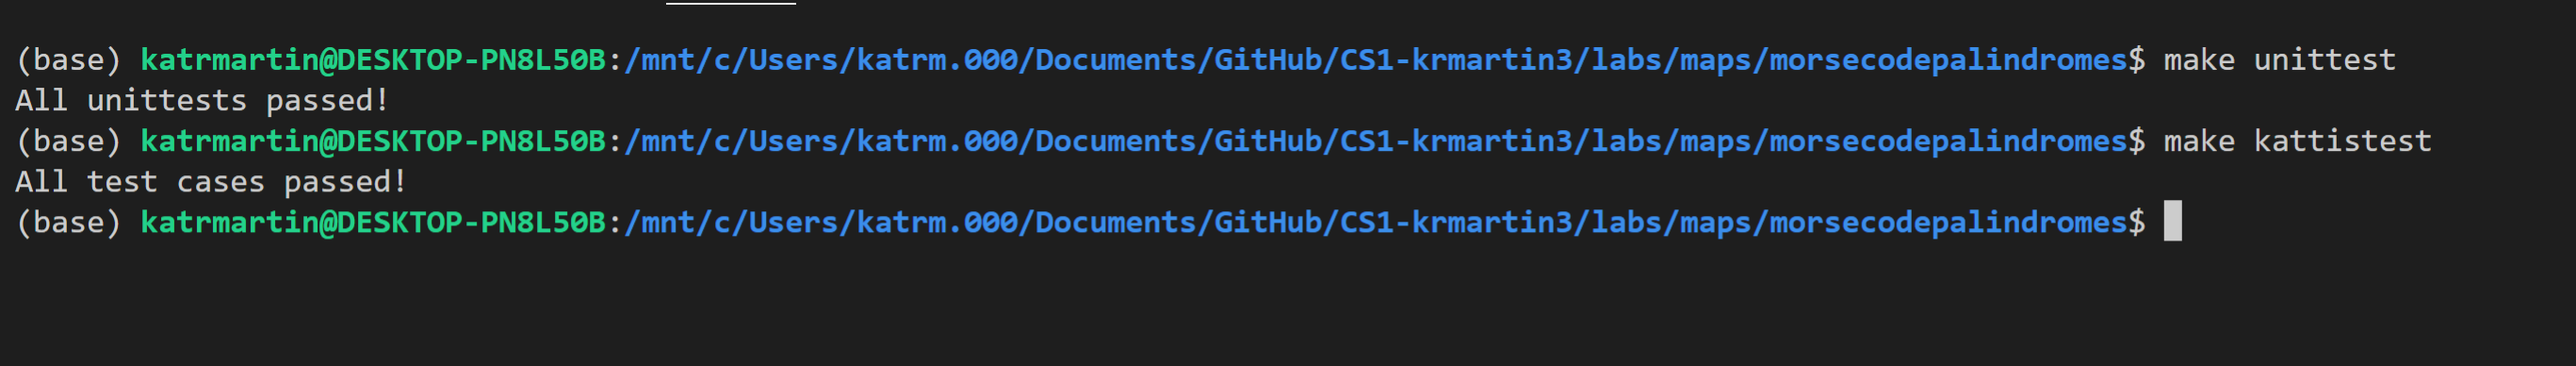 (base) katrmartin@DESKTOP-PN8L50B:/mnt/c/Users/katrm.000/Documents/GitHub/CS1-krmartin3/labs/maps/morsecodepalindromes$ make unittest
All unittests passed!
(base) katrmartin@DESKTOP-PN8L50B:/mnt/c/Users/katrm.000/Documents/GitHub/CS1-krmartin3/labs/maps/morsecodepalindromes$ make kattistest
All test cases passed!
(base) katrmartin@DESKTOP-PN8L50B:/mnt/c/Users/katrm.000/Documents/GitHub/CS1-krmartin3/labs/maps/morsecodepalindromes$